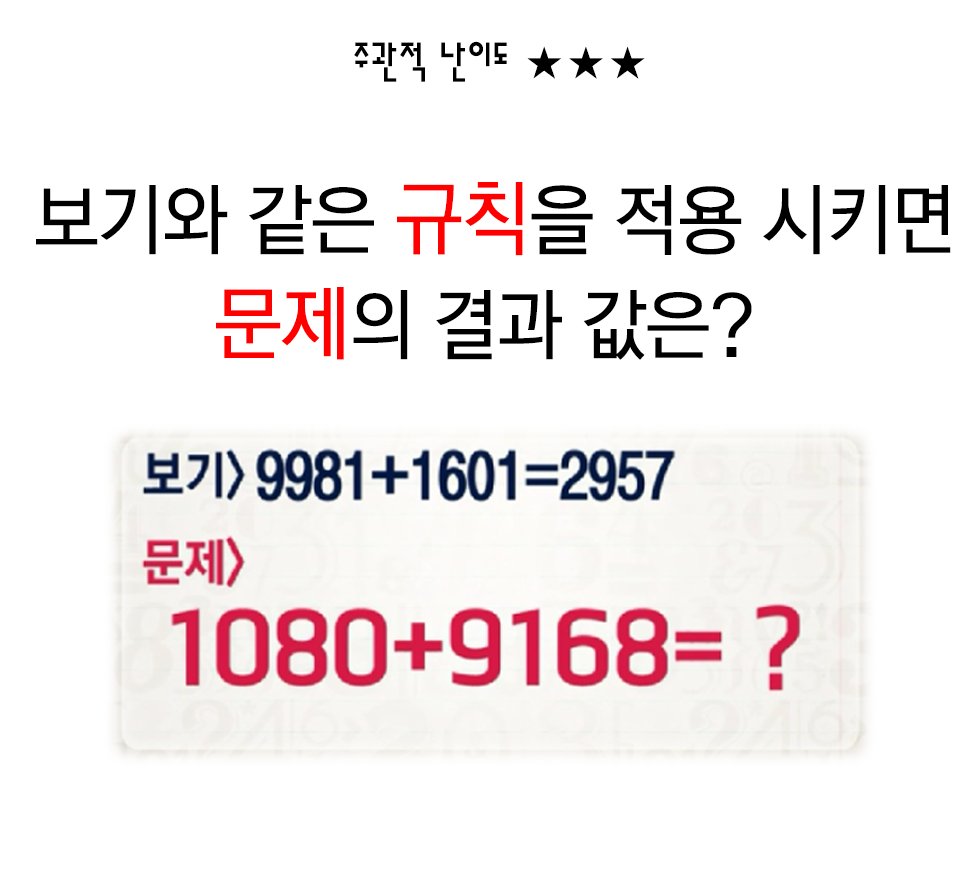 주관적 난이도 ★★★
보기와 같은 규칙을 적용 시키면
문제의 결과 값은?
보기> 9981+1601=2957
문제>
1080+9168= ?